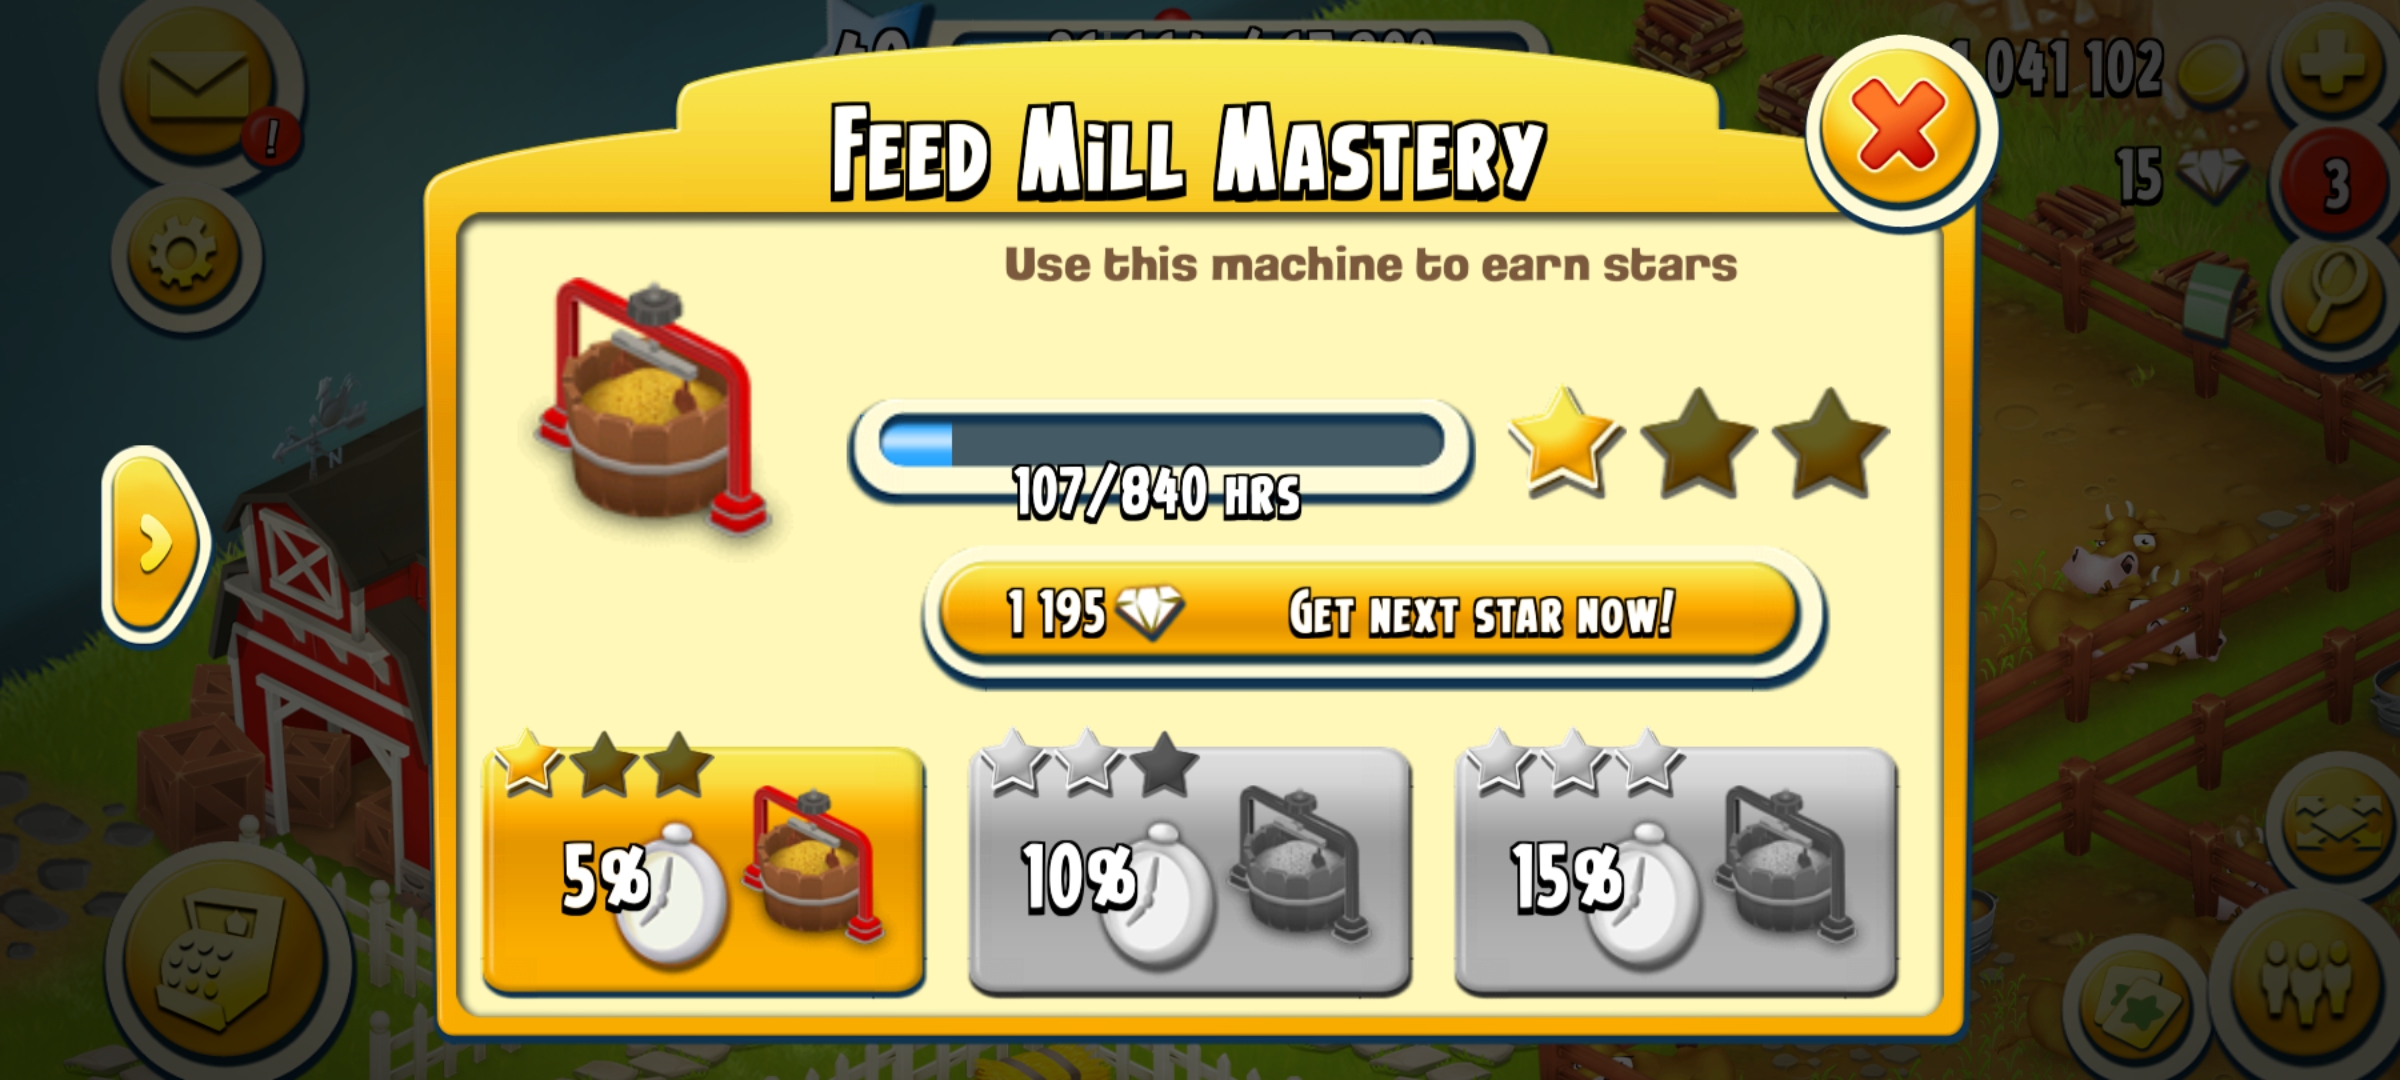 1 041 102
FEED MiLL MASTERY
!
15
3
Use this machine to earn stars
107/840 HRS
N
1 195 GET NEXT STAR NOW!
5%
10%
15%